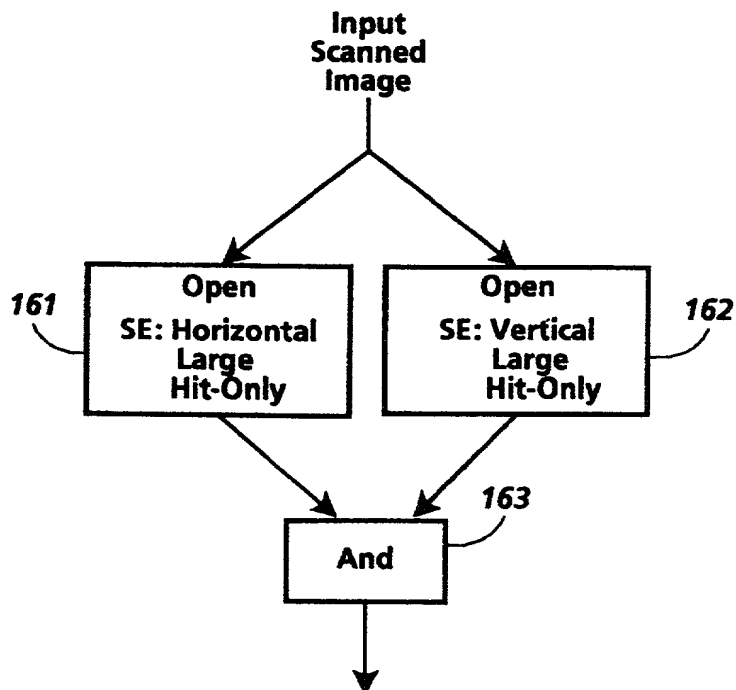 Input
Scanned
Image
161
Open
SE: Horizontal
Large
Hit-Only
Open
SE: Vertical
Large
Hit-Only
162
163
And